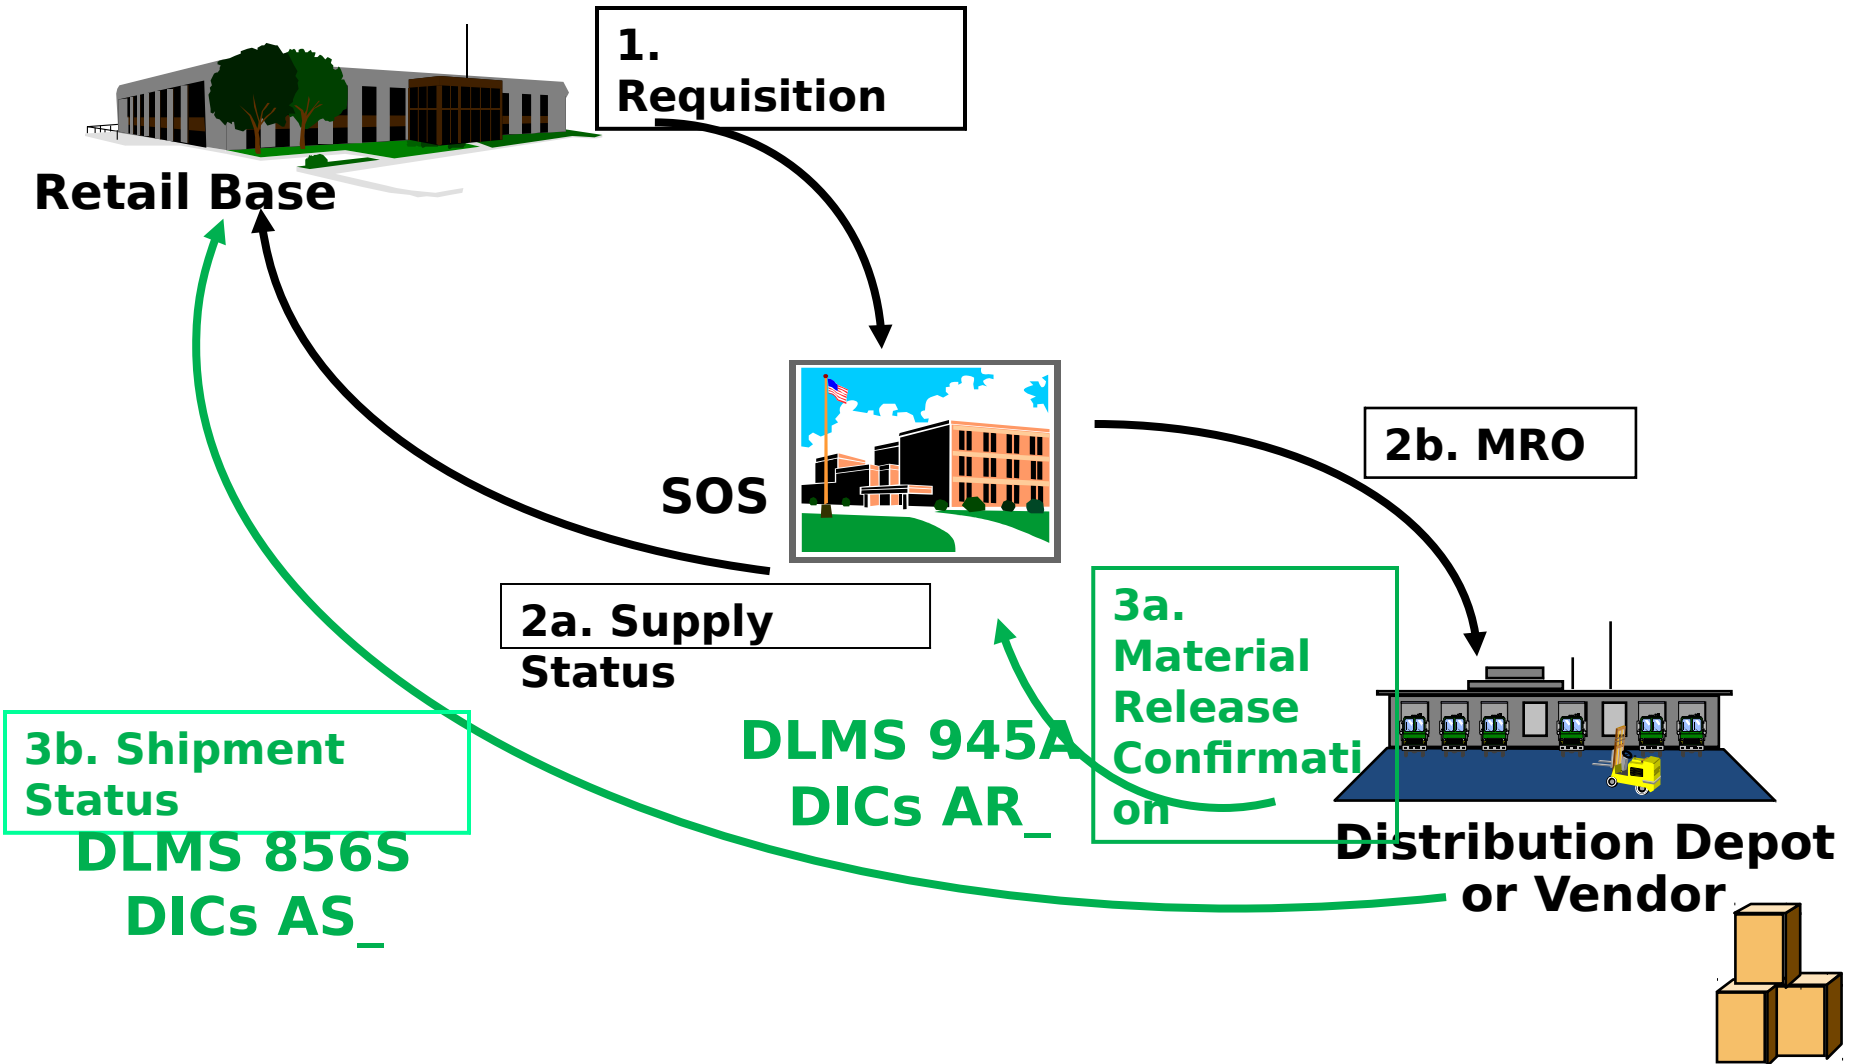 1.
Requisition
Retail Base
2b. MRO
SOS
2a. Supply
Status
3a.
Material
Release
Confirmati
on
DLMS 945A
DICs AR_
3b. Shipment
Status
DLMS 856S
DICs AS_
Distribution Depot
or Vendor